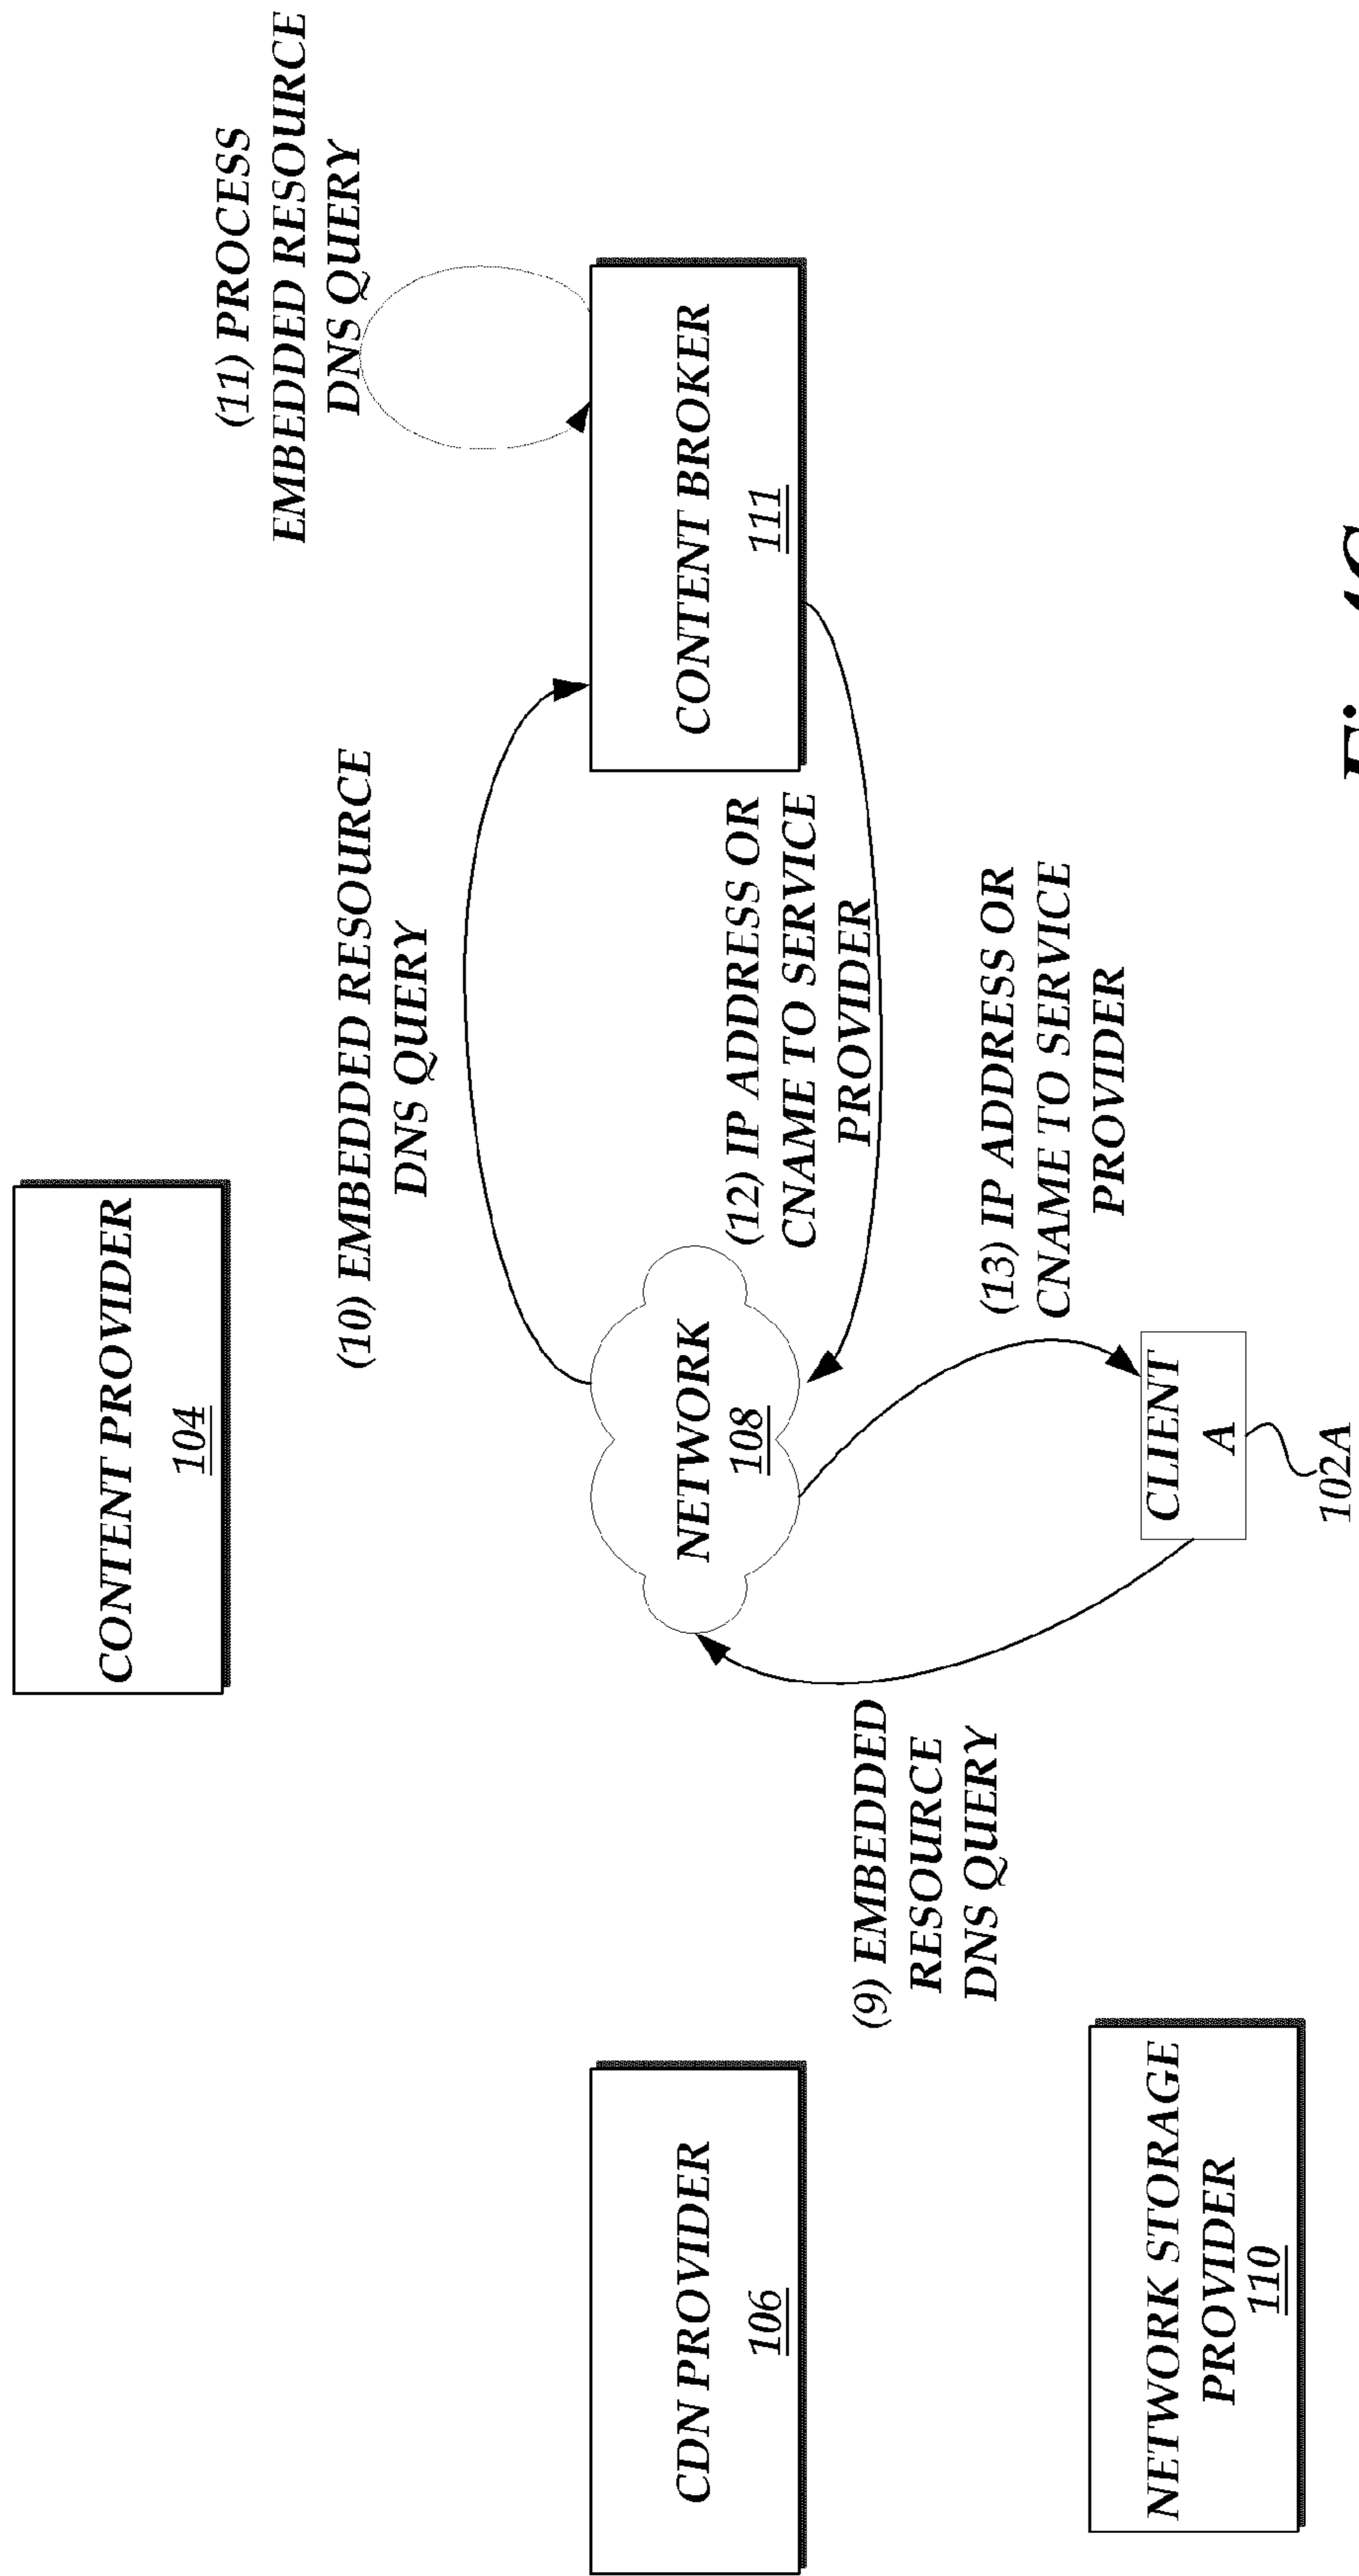 CONTENT PROVIDER
104
(11) PROCESS
EMBEDDED RESOURCE
DNS QUERY
(10) EMBEDDED RESOURCE
DNS QUERY
CDN PROVIDER
106
NETWORK
108
CONTENT BROKER
111
(12) IP ADDRESS OR
CNAME TO SERVICE
PROVIDER
(9) EMBEDDED
RESOURCE
DNS QUERY
(13) IP ADDRESS OR
CNAME TO SERVICE
PROVIDER
NETWORK STORAGE
PROVIDER
110
CLIENT
A
102A